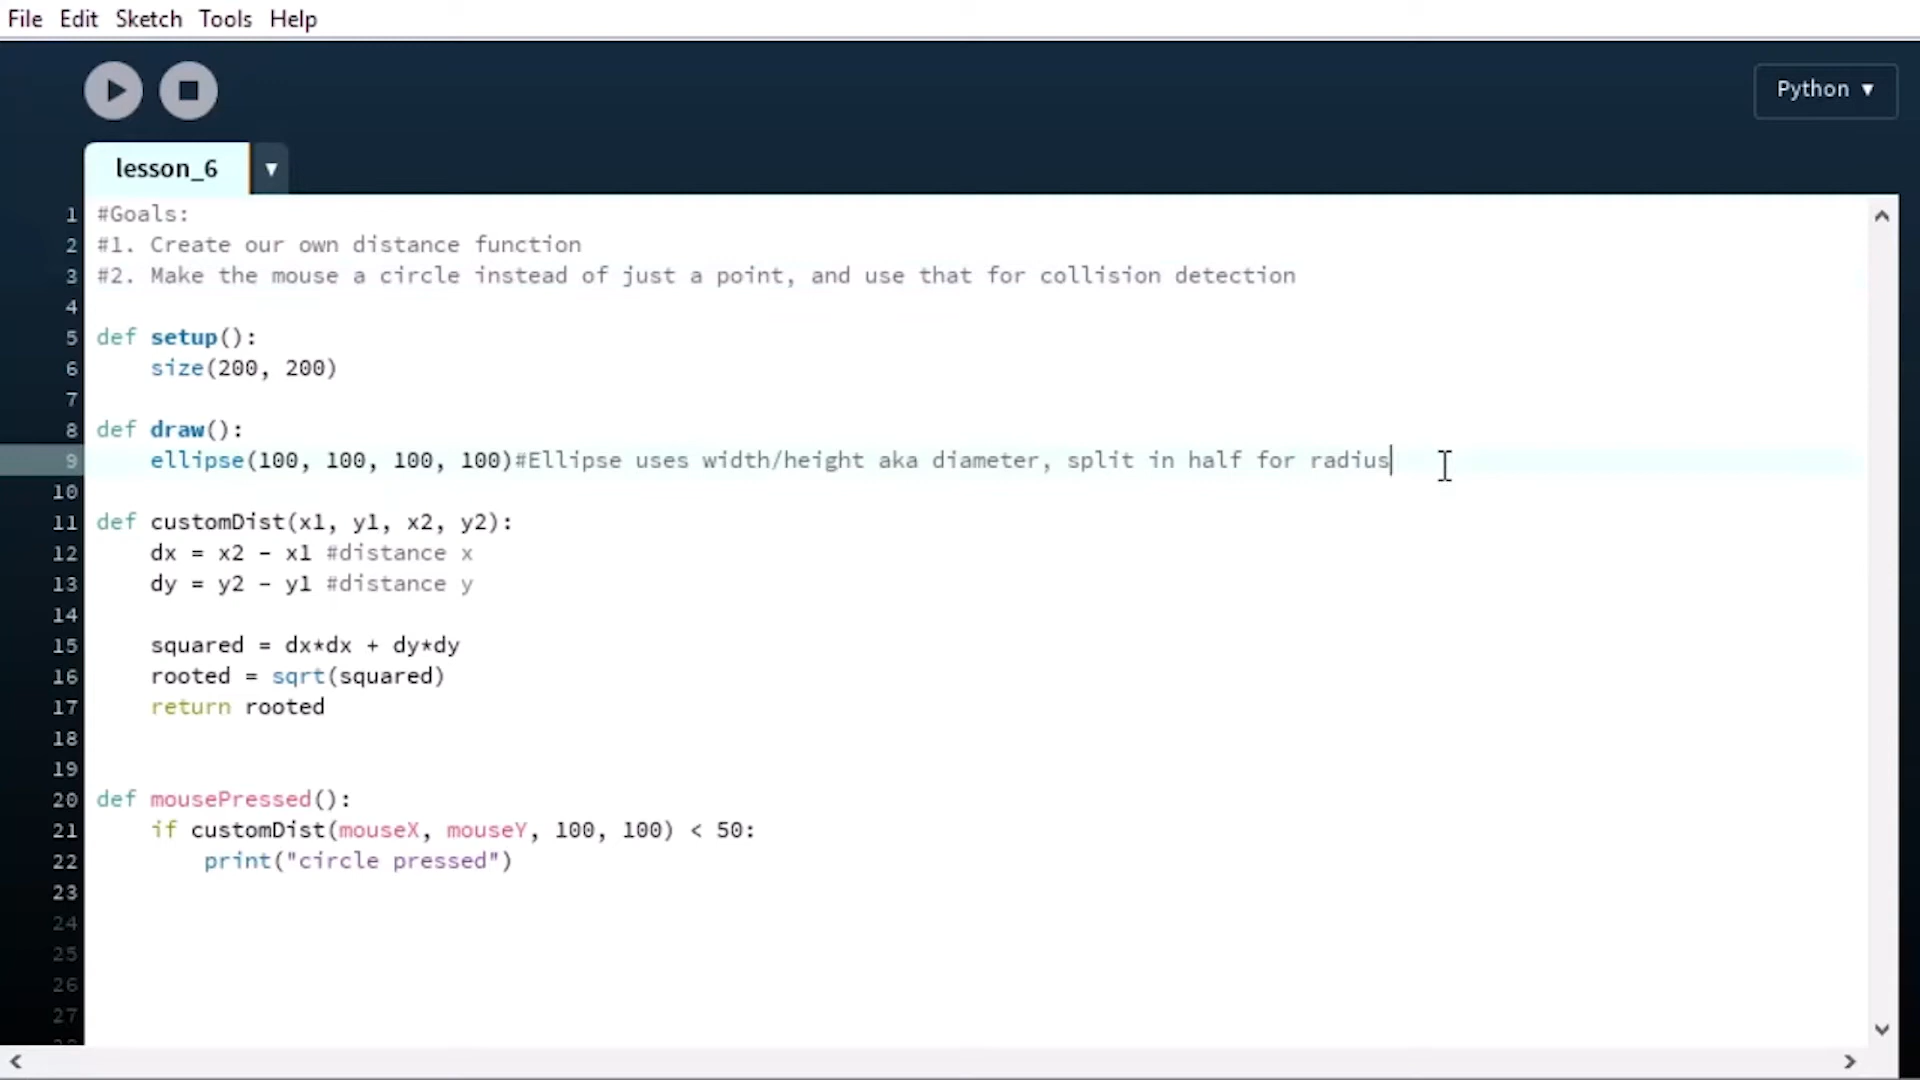 File Edit Sketch Tools Help
Python ▼
lesson_6 ▼
1 #Goals:
2 #1. Create our own distance function
3 #2. Make the mouse a circle instead of just a point, and use that for collision detection
4
5 def setup():
6     size(200, 200)
7
8 def draw():
9     ellipse(100, 100, 100, 100)#Ellipse uses width/height aka diameter, split in half for radius
10
11 def customDist(x1, y1, x2, y2):
12     dx = x2 - x1 #distance x
13     dy = y2 - y1 #distance y
14
15     squared = dx*dx + dy*dy
16     rooted = sqrt(squared)
17     return rooted
18
19
20 def mousePressed():
21     if customDist(mouseX, mouseY, 100, 100) < 50:
22         print("circle pressed")
23
24
25
26
27